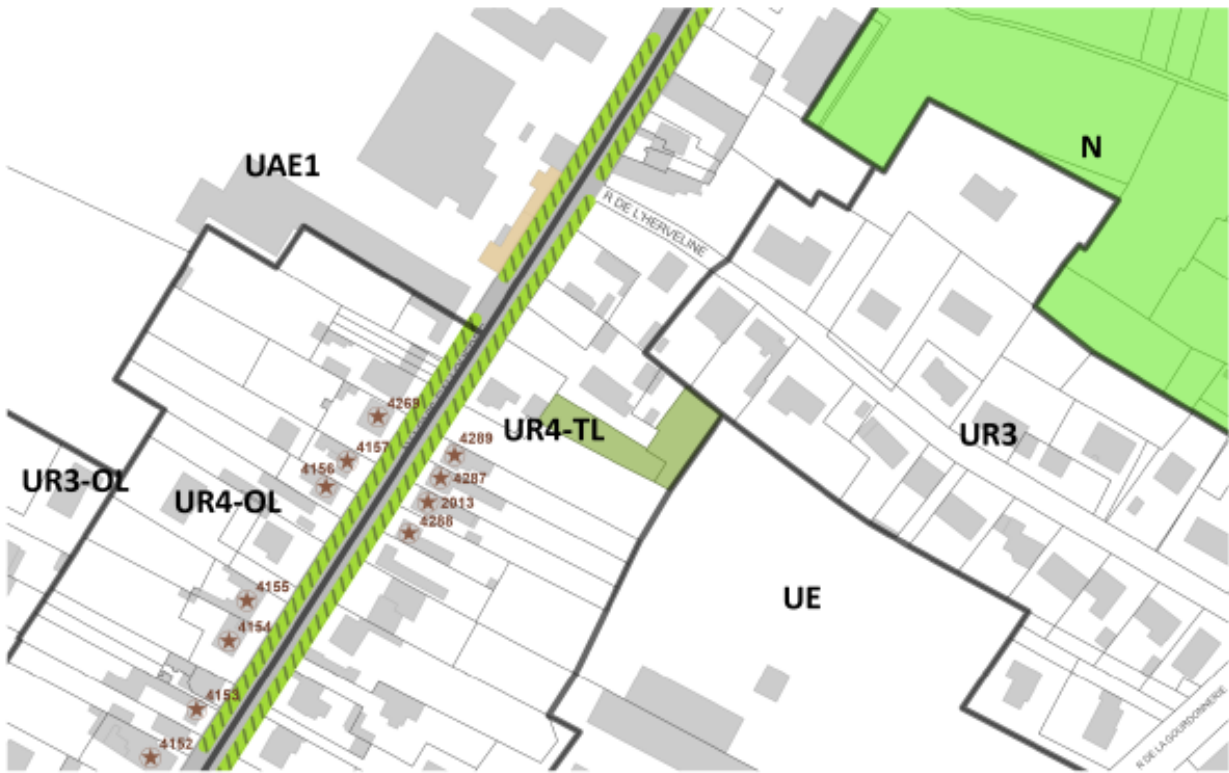 N
UAE1
R DE L'HERVELINE
4269
UR4-TL
UR3
4289
4157
4156
4287
UR3-OL
UR4-OL
2013
4288
4155
UE
4154
4153
4152
R DE LA GOURDONNERIE